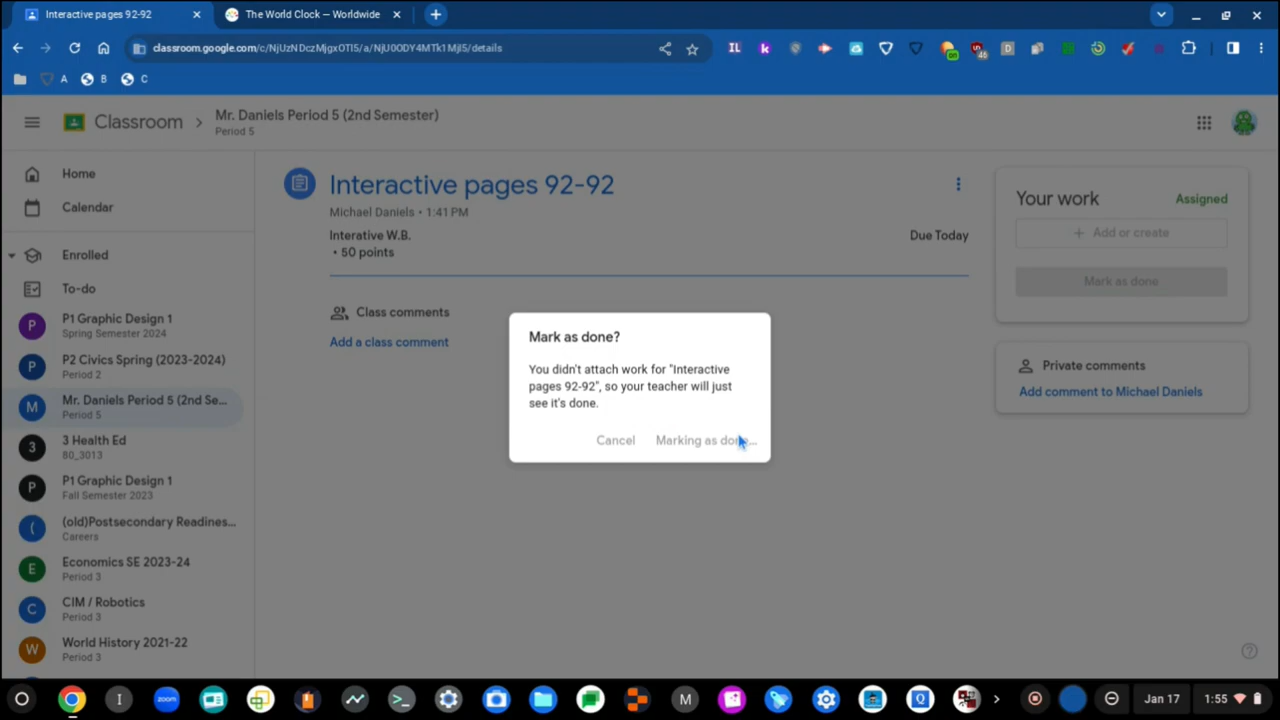 Interactive pages 92-92
The World Clock — Worldwide
classroom.google.com/c/NjUzNDczMjgxOTI5/a/NjU0ODY4MTk1MjI5/details
A
B
C
Classroom
Mr. Daniels Period 5 (2nd Semester)
Period 5
Home
Calendar
Enrolled
To-do
P
P1 Graphic Design 1
Spring Semester 2024
P
P2 Civics Spring (2023-2024)
Period 2
M
Mr. Daniels Period 5 (2nd Se...
Period 5
3
3 Health Ed
80_3013
P
P1 Graphic Design 1
Fall Semester 2023
(
(old)Postsecondary Readines...
Careers
E
Economics SE 2023-24
Period 3
C
CIM / Robotics
Period 3
W
World History 2021-22
Period 3
Interactive pages 92-92
Michael Daniels • 1:41 PM
Interative W.B.
Due Today
• 50 points
Class comments
Add a class comment
Your work
Assigned
+ Add or create
Mark as done
Private comments
Add comment to Michael Daniels
Mark as done?
You didn't attach work for "Interactive
pages 92-92", so your teacher will just
see it's done.
Cancel
Marking as done...
I
zoom
M
Q
Jan 17
1:55